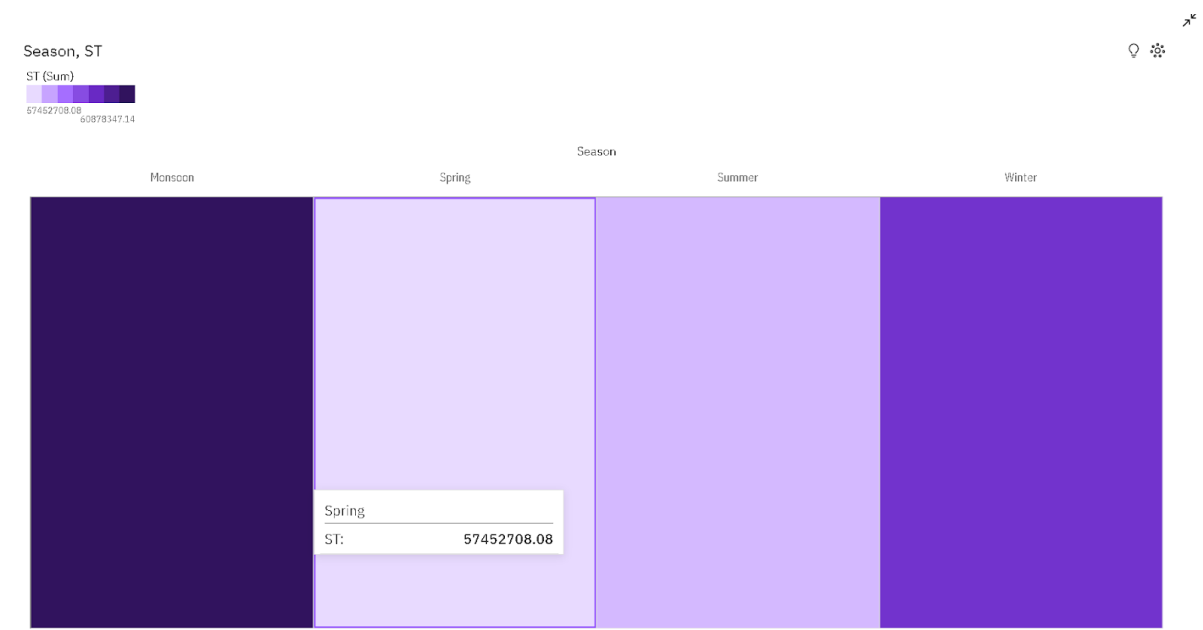 Season, ST
ST (Sum)
57452708.08
60878347.14
Season
Monsoon Spring Summer Winter
Spring
ST: 57452708.08